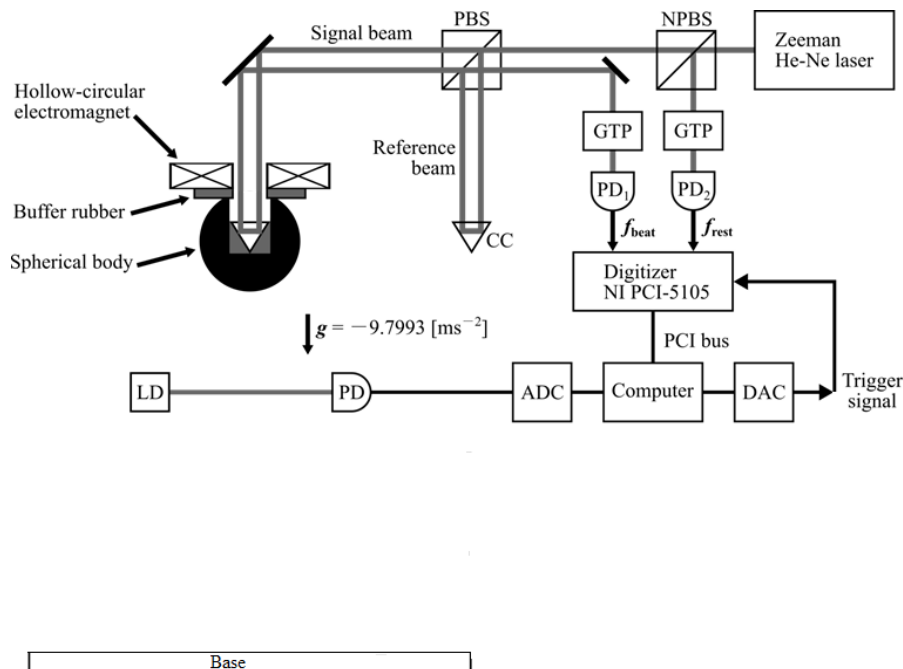 PBS
NPBS
Signal beam
Zeeman
He-Ne laser
Hollow-circular
electromagnet
GTP
GTP
Reference
beam
Buffer rubber
PD1
PD2
CC
fbeat
frest
Spherical body
Digitizer
NI PCI-5105
g = −9.7993 [ms−2]
PCI bus
LD
PD
ADC
Computer
DAC
Trigger
signal
Base